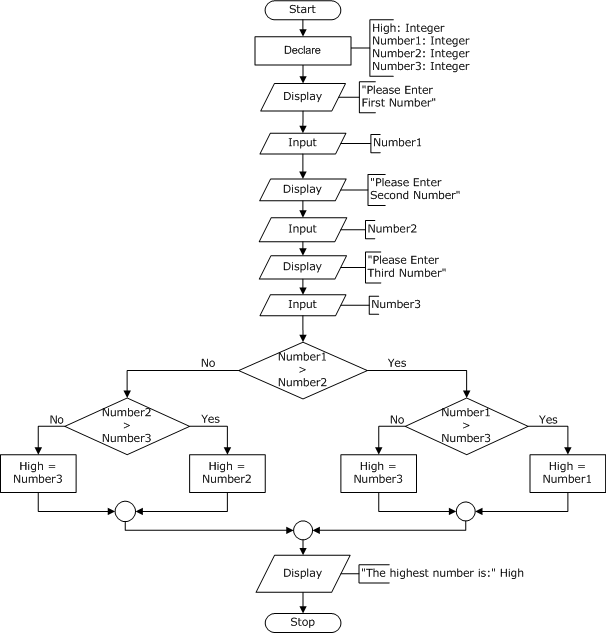 Start
Declare
High: Integer
Number1: Integer
Number2: Integer
Number3: Integer
Display
"Please Enter
First Number"
Input
Number1
Display
"Please Enter
Second Number"
Input
Number2
Display
"Please Enter
Third Number"
Input
Number3
Number1
>
Number2
No
Yes
Number2
>
Number3
No
Yes
Number1
>
Number3
No
Yes
High =
Number3
High =
Number2
High =
Number3
High =
Number1
Display
"The highest number is:" High
Stop